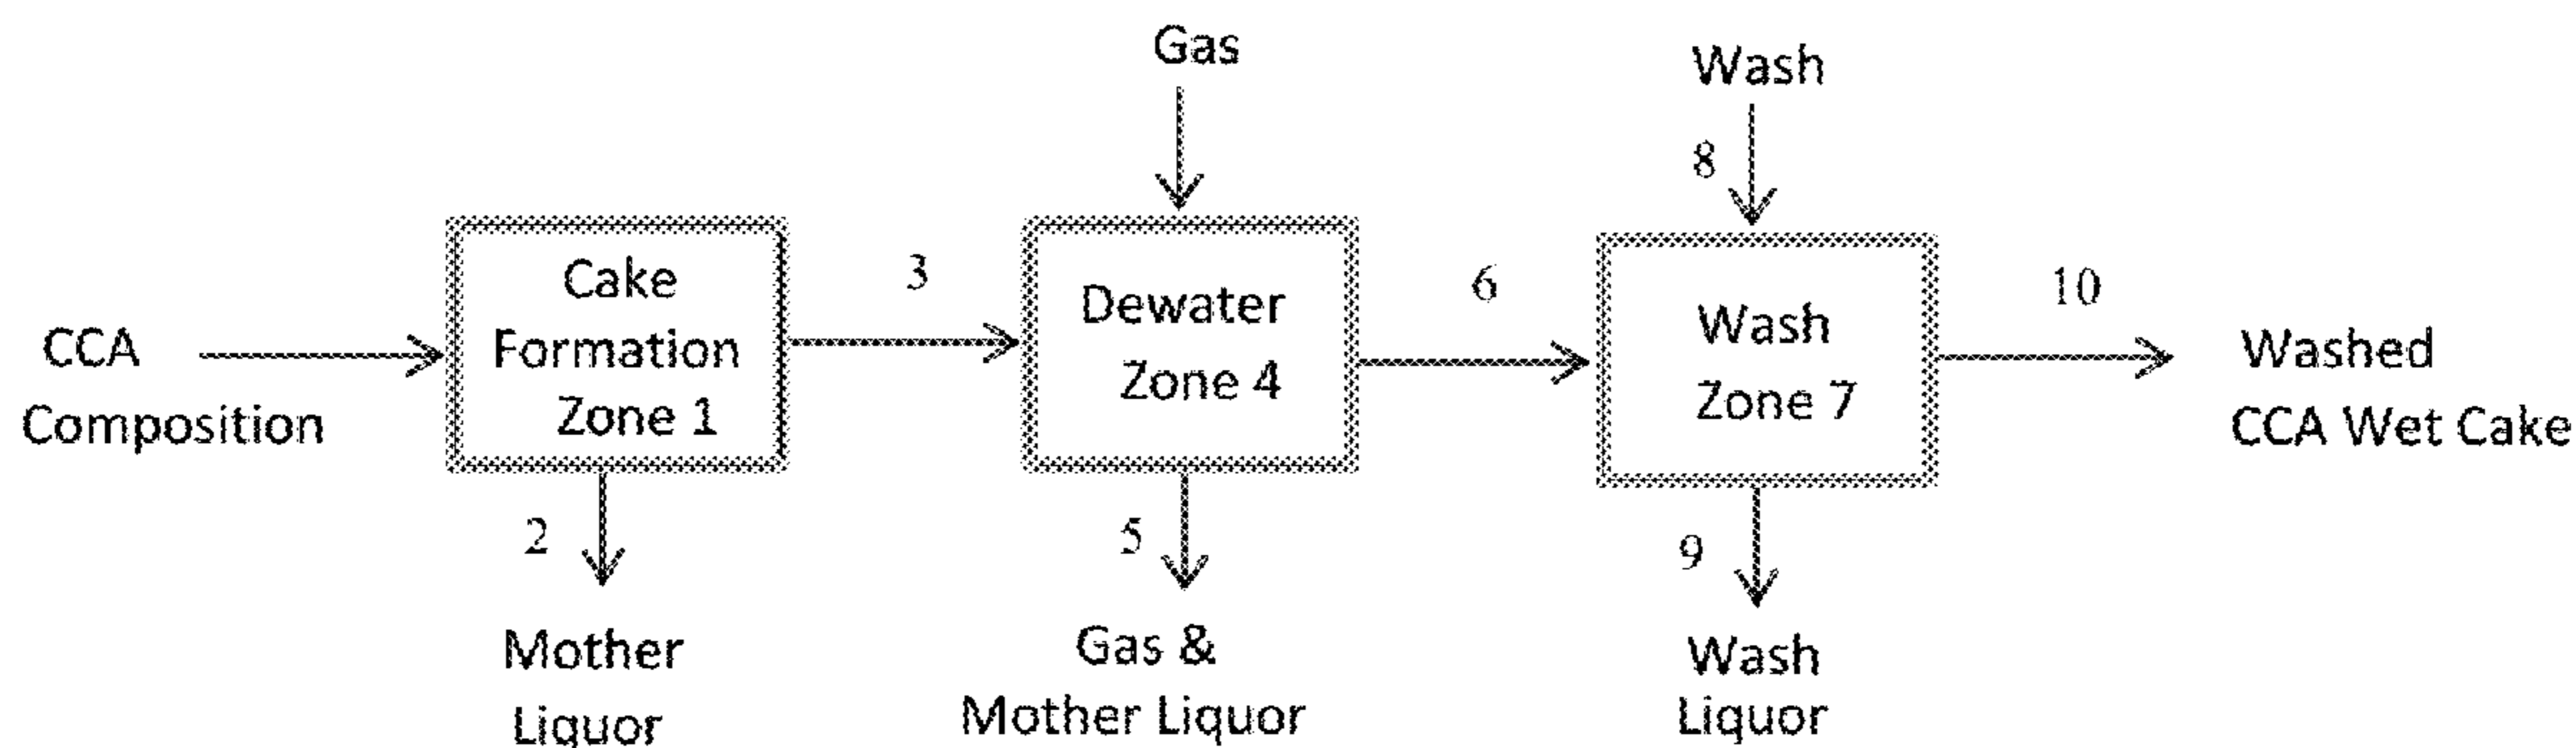 Gas
Wash
8
CCA
Composition
Cake
Formation
Zone 1
3
Dewater
Zone 4
6
Wash
Zone 7
10
Washed
CCA Wet Cake
2
5
9
Mother
Liquor
Gas &
Mother Liquor
Wash
Liquor